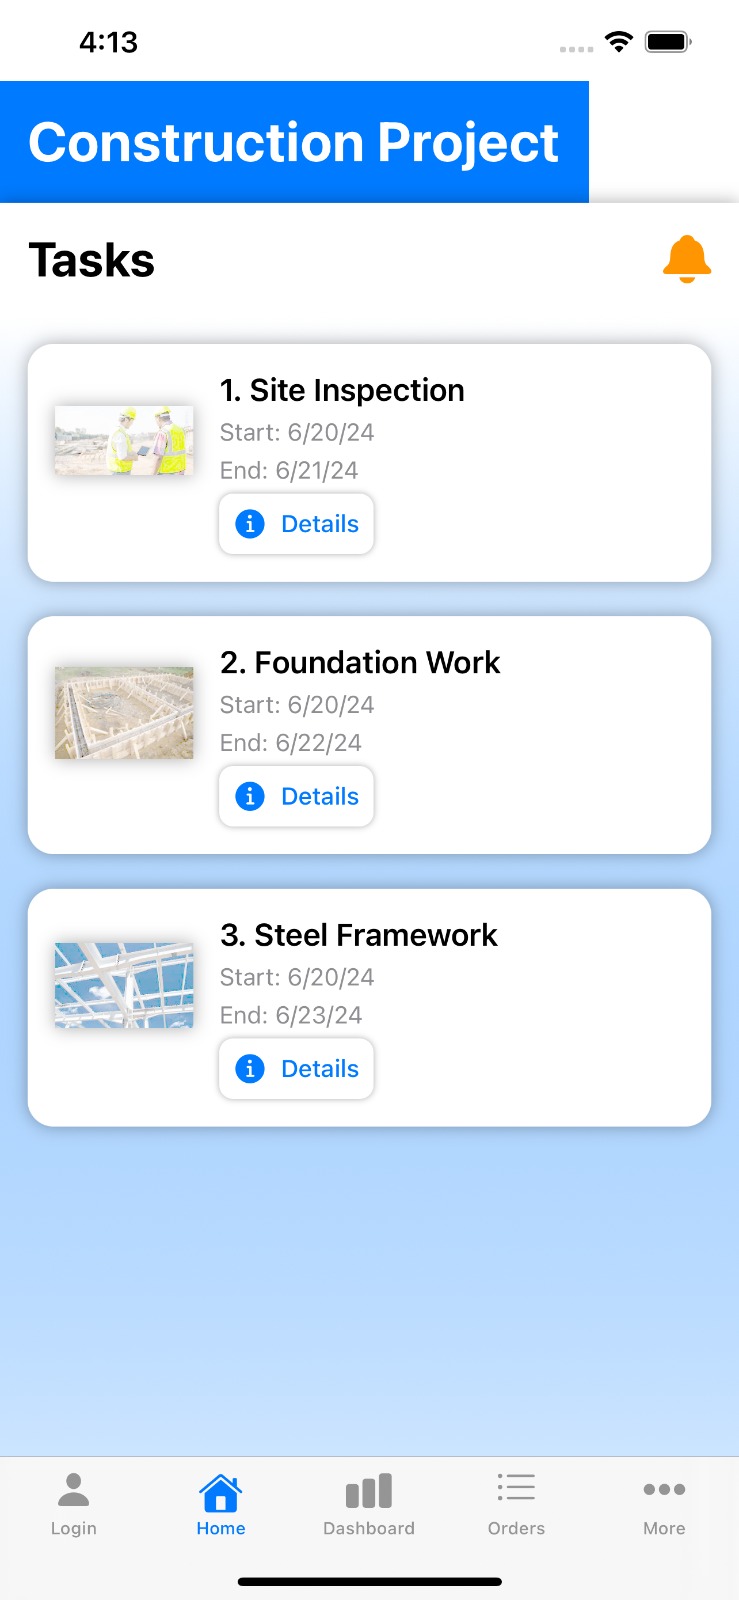 4:13
Construction Project
Tasks
1. Site Inspection
Start: 6/20/24
End: 6/21/24
Details
2. Foundation Work
Start: 6/20/24
End: 6/22/24
Details
3. Steel Framework
Start: 6/20/24
End: 6/23/24
Details
Login Home Dashboard Orders More